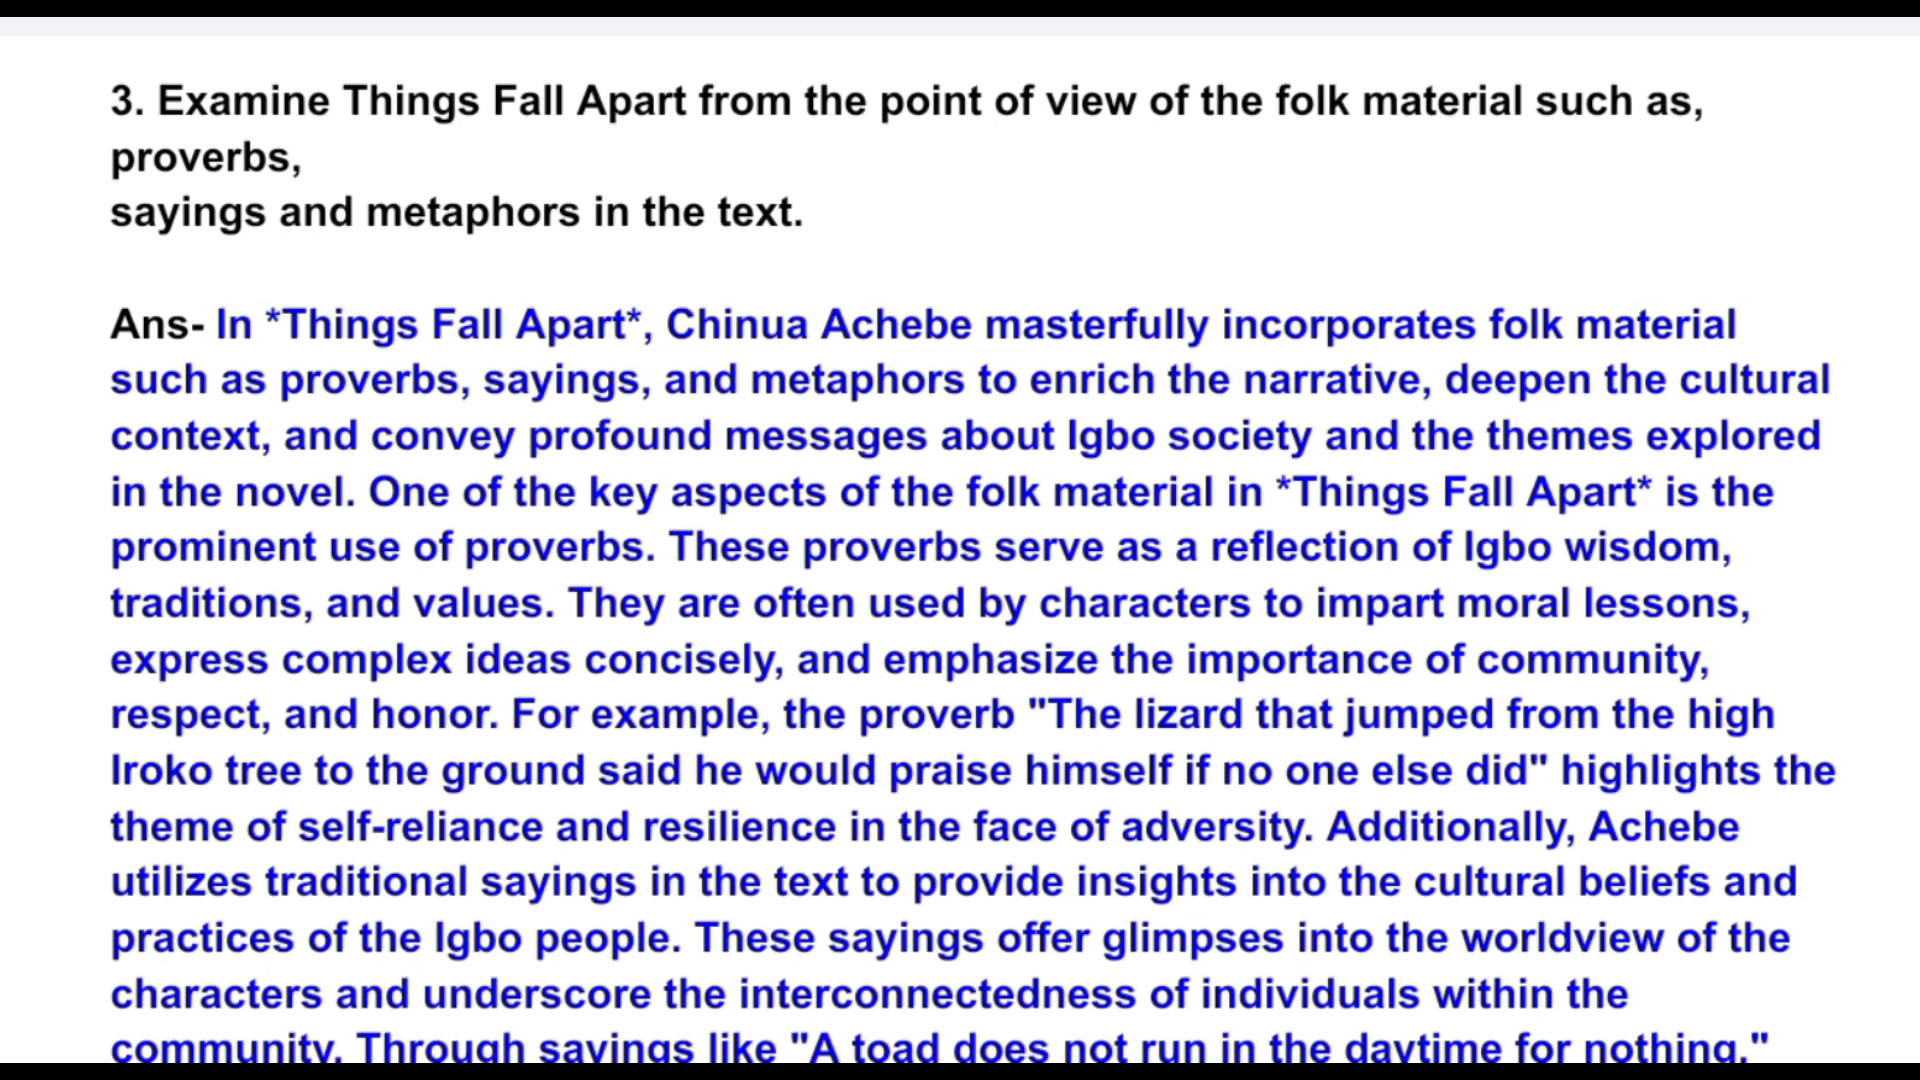 3. Examine Things Fall Apart from the point of view of the folk material such as,
proverbs,
sayings and metaphors in the text.
Ans- In *Things Fall Apart*, Chinua Achebe masterfully incorporates folk material
such as proverbs, sayings, and metaphors to enrich the narrative, deepen the cultural
context, and convey profound messages about Igbo society and the themes explored
in the novel. One of the key aspects of the folk material in *Things Fall Apart* is the
prominent use of proverbs. These proverbs serve as a reflection of Igbo wisdom,
traditions, and values. They are often used by characters to impart moral lessons,
express complex ideas concisely, and emphasize the importance of community,
respect, and honor. For example, the proverb "The lizard that jumped from the high
Iroko tree to the ground said he would praise himself if no one else did" highlights the
theme of self-reliance and resilience in the face of adversity. Additionally, Achebe
utilizes traditional sayings in the text to provide insights into the cultural beliefs and
practices of the Igbo people. These sayings offer glimpses into the worldview of the
characters and underscore the interconnectedness of individuals within the
community. Through sayings like "A toad does not run in the daytime for nothing,"